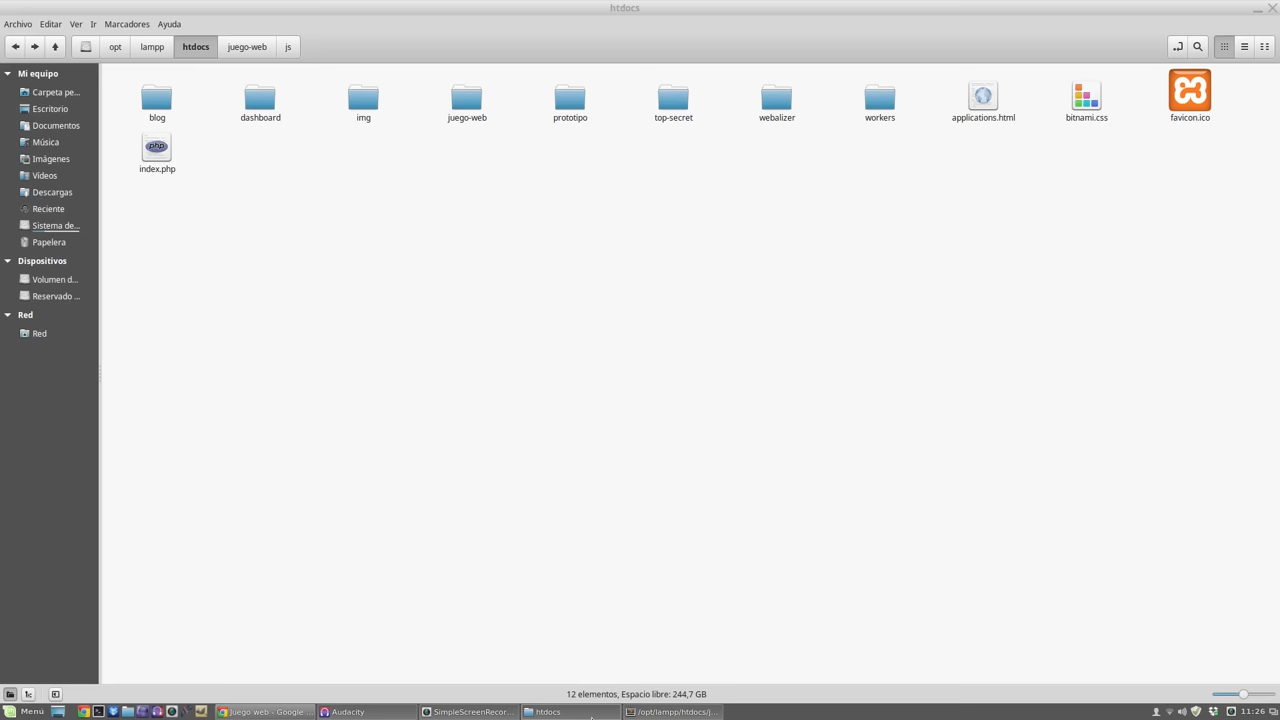 htdocs
Archivo Editar Ver Ir Marcadores Ayuda
opt lampp htdocs juego-web js
Mi equipo
Carpeta pe...
Escritorio
Documentos
Música
Imágenes
Vídeos
Descargas
Reciente
Sistema de...
Papelera
Dispositivos
Volumen d...
Reservado ...
Red
Red
blog dashboard img juego-web prototipo top-secret webalizer workers applications.html bitnami.css favicon.ico
php
index.php
12 elementos, Espacio libre: 244,7 GB
Menú Juego web - Google ... Audacity SimpleScreenRecor... htdocs /opt/lampp/htdocs/j... 11:26